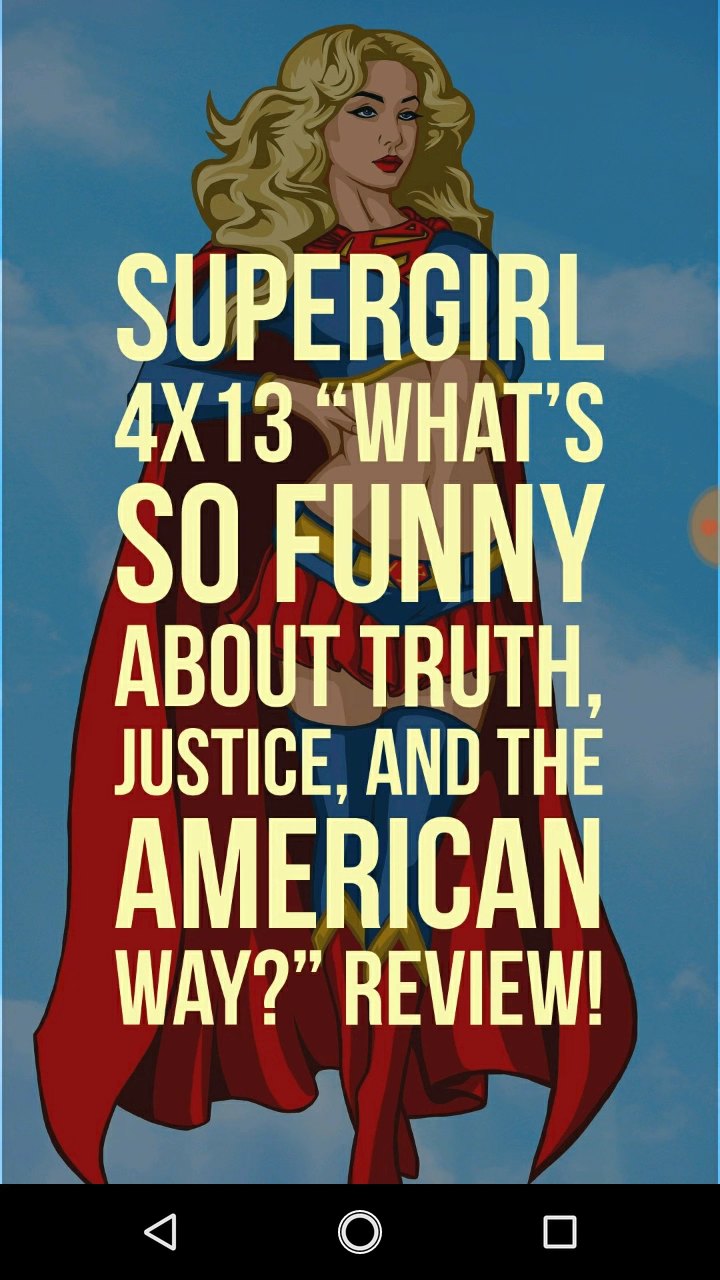 SUPERGIRL
4X13 “WHAT’S
SO FUNNY
ABOUT TRUTH,
JUSTICE, AND THE
AMERICAN
WAY?” REVIEW!